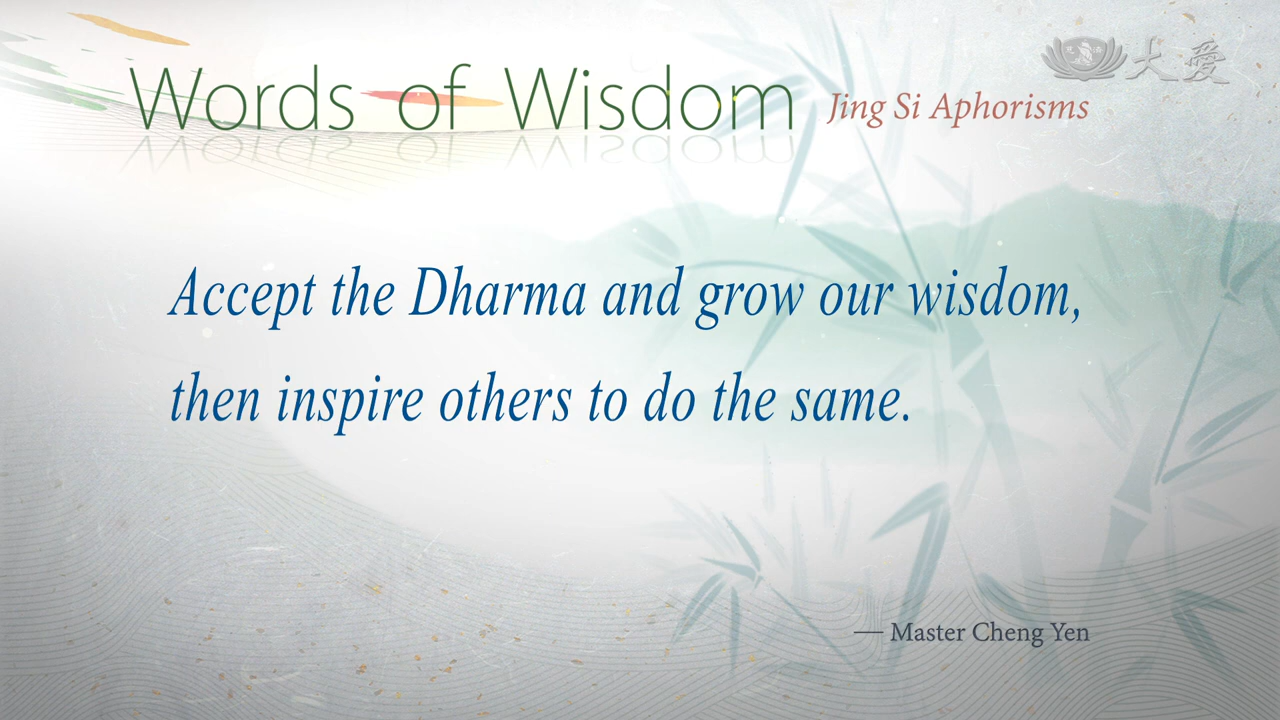 Words of Wisdom Jing Si Aphorisms
大愛
Accept the Dharma and grow our wisdom,
then inspire others to do the same.
— Master Cheng Yen